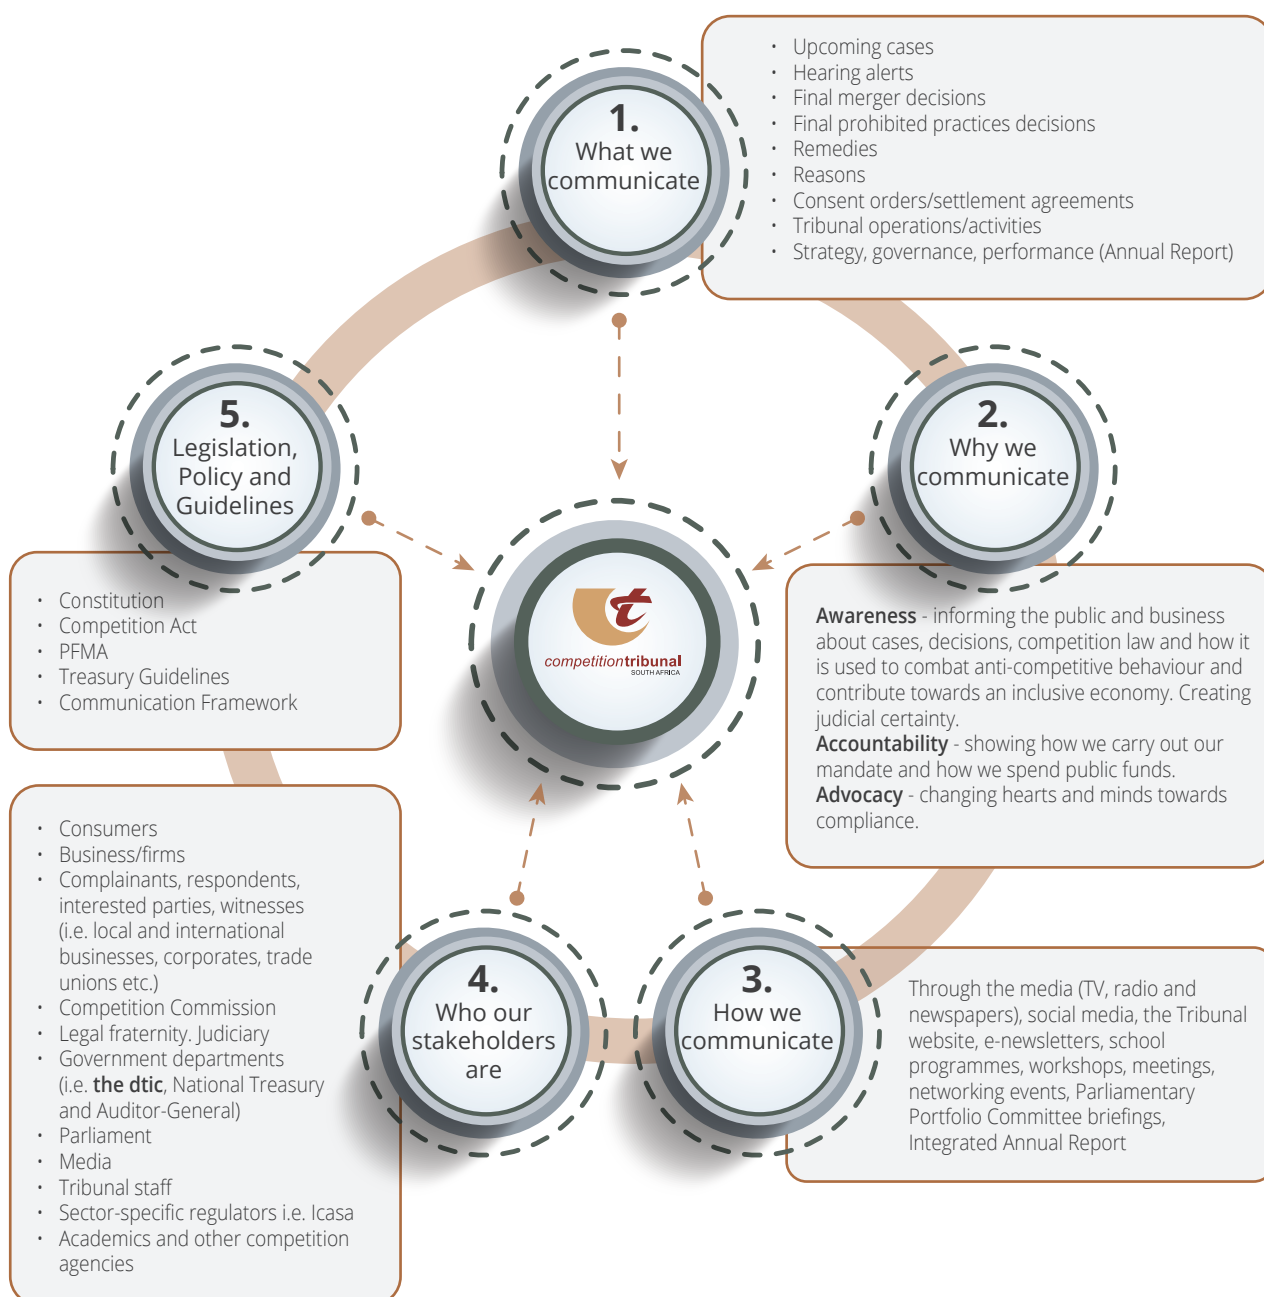 1.
What we
communicate
• Upcoming cases
• Hearing alerts
• Final merger decisions
• Final prohibited practices decisions
• Remedies
• Reasons
• Consent orders/settlement agreements
• Tribunal operations/activities
• Strategy, governance, performance (Annual Report)
2.
Why we
communicate
Awareness - informing the public and business
about cases, decisions, competition law and how it
is used to combat anti-competitive behaviour and
contribute towards an inclusive economy. Creating
judicial certainty.
Accountability - showing how we carry out our
mandate and how we spend public funds.
Advocacy - changing hearts and minds towards
compliance.
3.
How we
communicate
Through the media (TV, radio and
newspapers), social media, the Tribunal
website, e-newsletters, school
programmes, workshops, meetings,
networking events, Parliamentary
Portfolio Committee briefings,
Integrated Annual Report
4.
Who our
stakeholders
are
• Consumers
• Business/firms
• Complainants, respondents,
interested parties, witnesses
(i.e. local and international
businesses, corporates, trade
unions etc.)
• Competition Commission
• Legal fraternity. Judiciary
• Government departments
(i.e. the dtic, National Treasury
and Auditor-General)
• Parliament
• Media
• Tribunal staff
• Sector-specific regulators i.e. Icasa
• Academics and other competition
agencies
5.
Legislation,
Policy and
Guidelines
• Constitution
• Competition Act
• PFMA
• Treasury Guidelines
• Communication Framework
competitiontribunal
SOUTH AFRICA